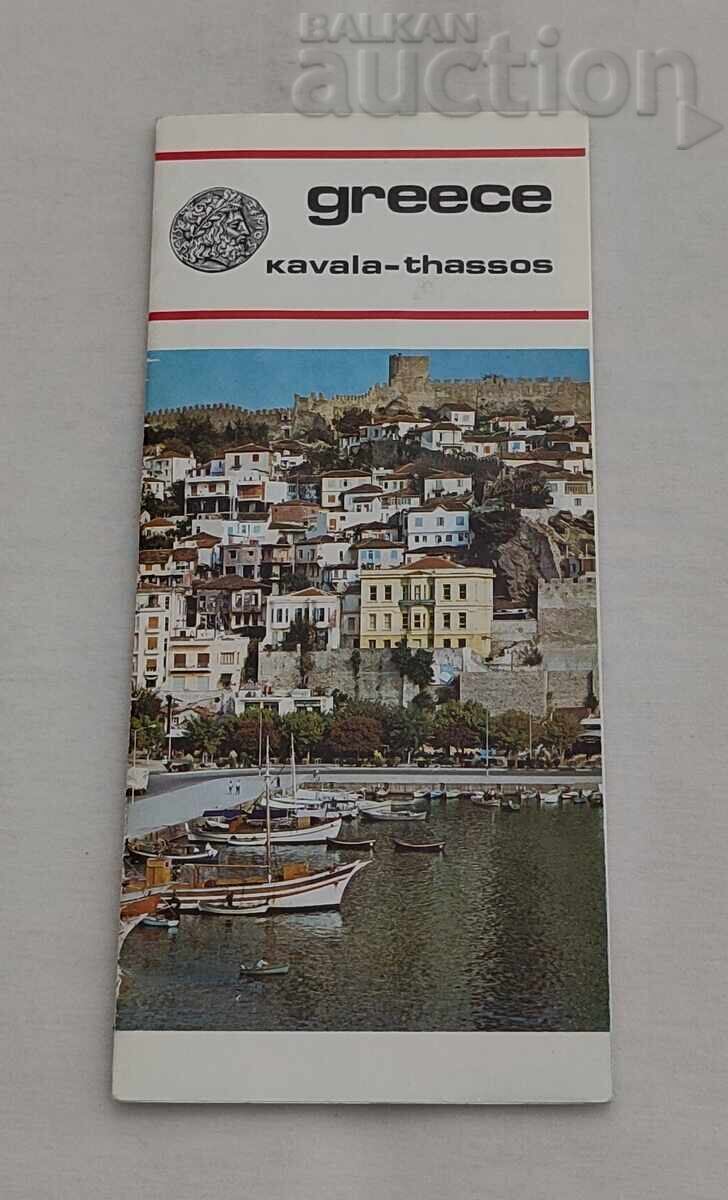 BALKAN
auction
greece
kavala-thassos